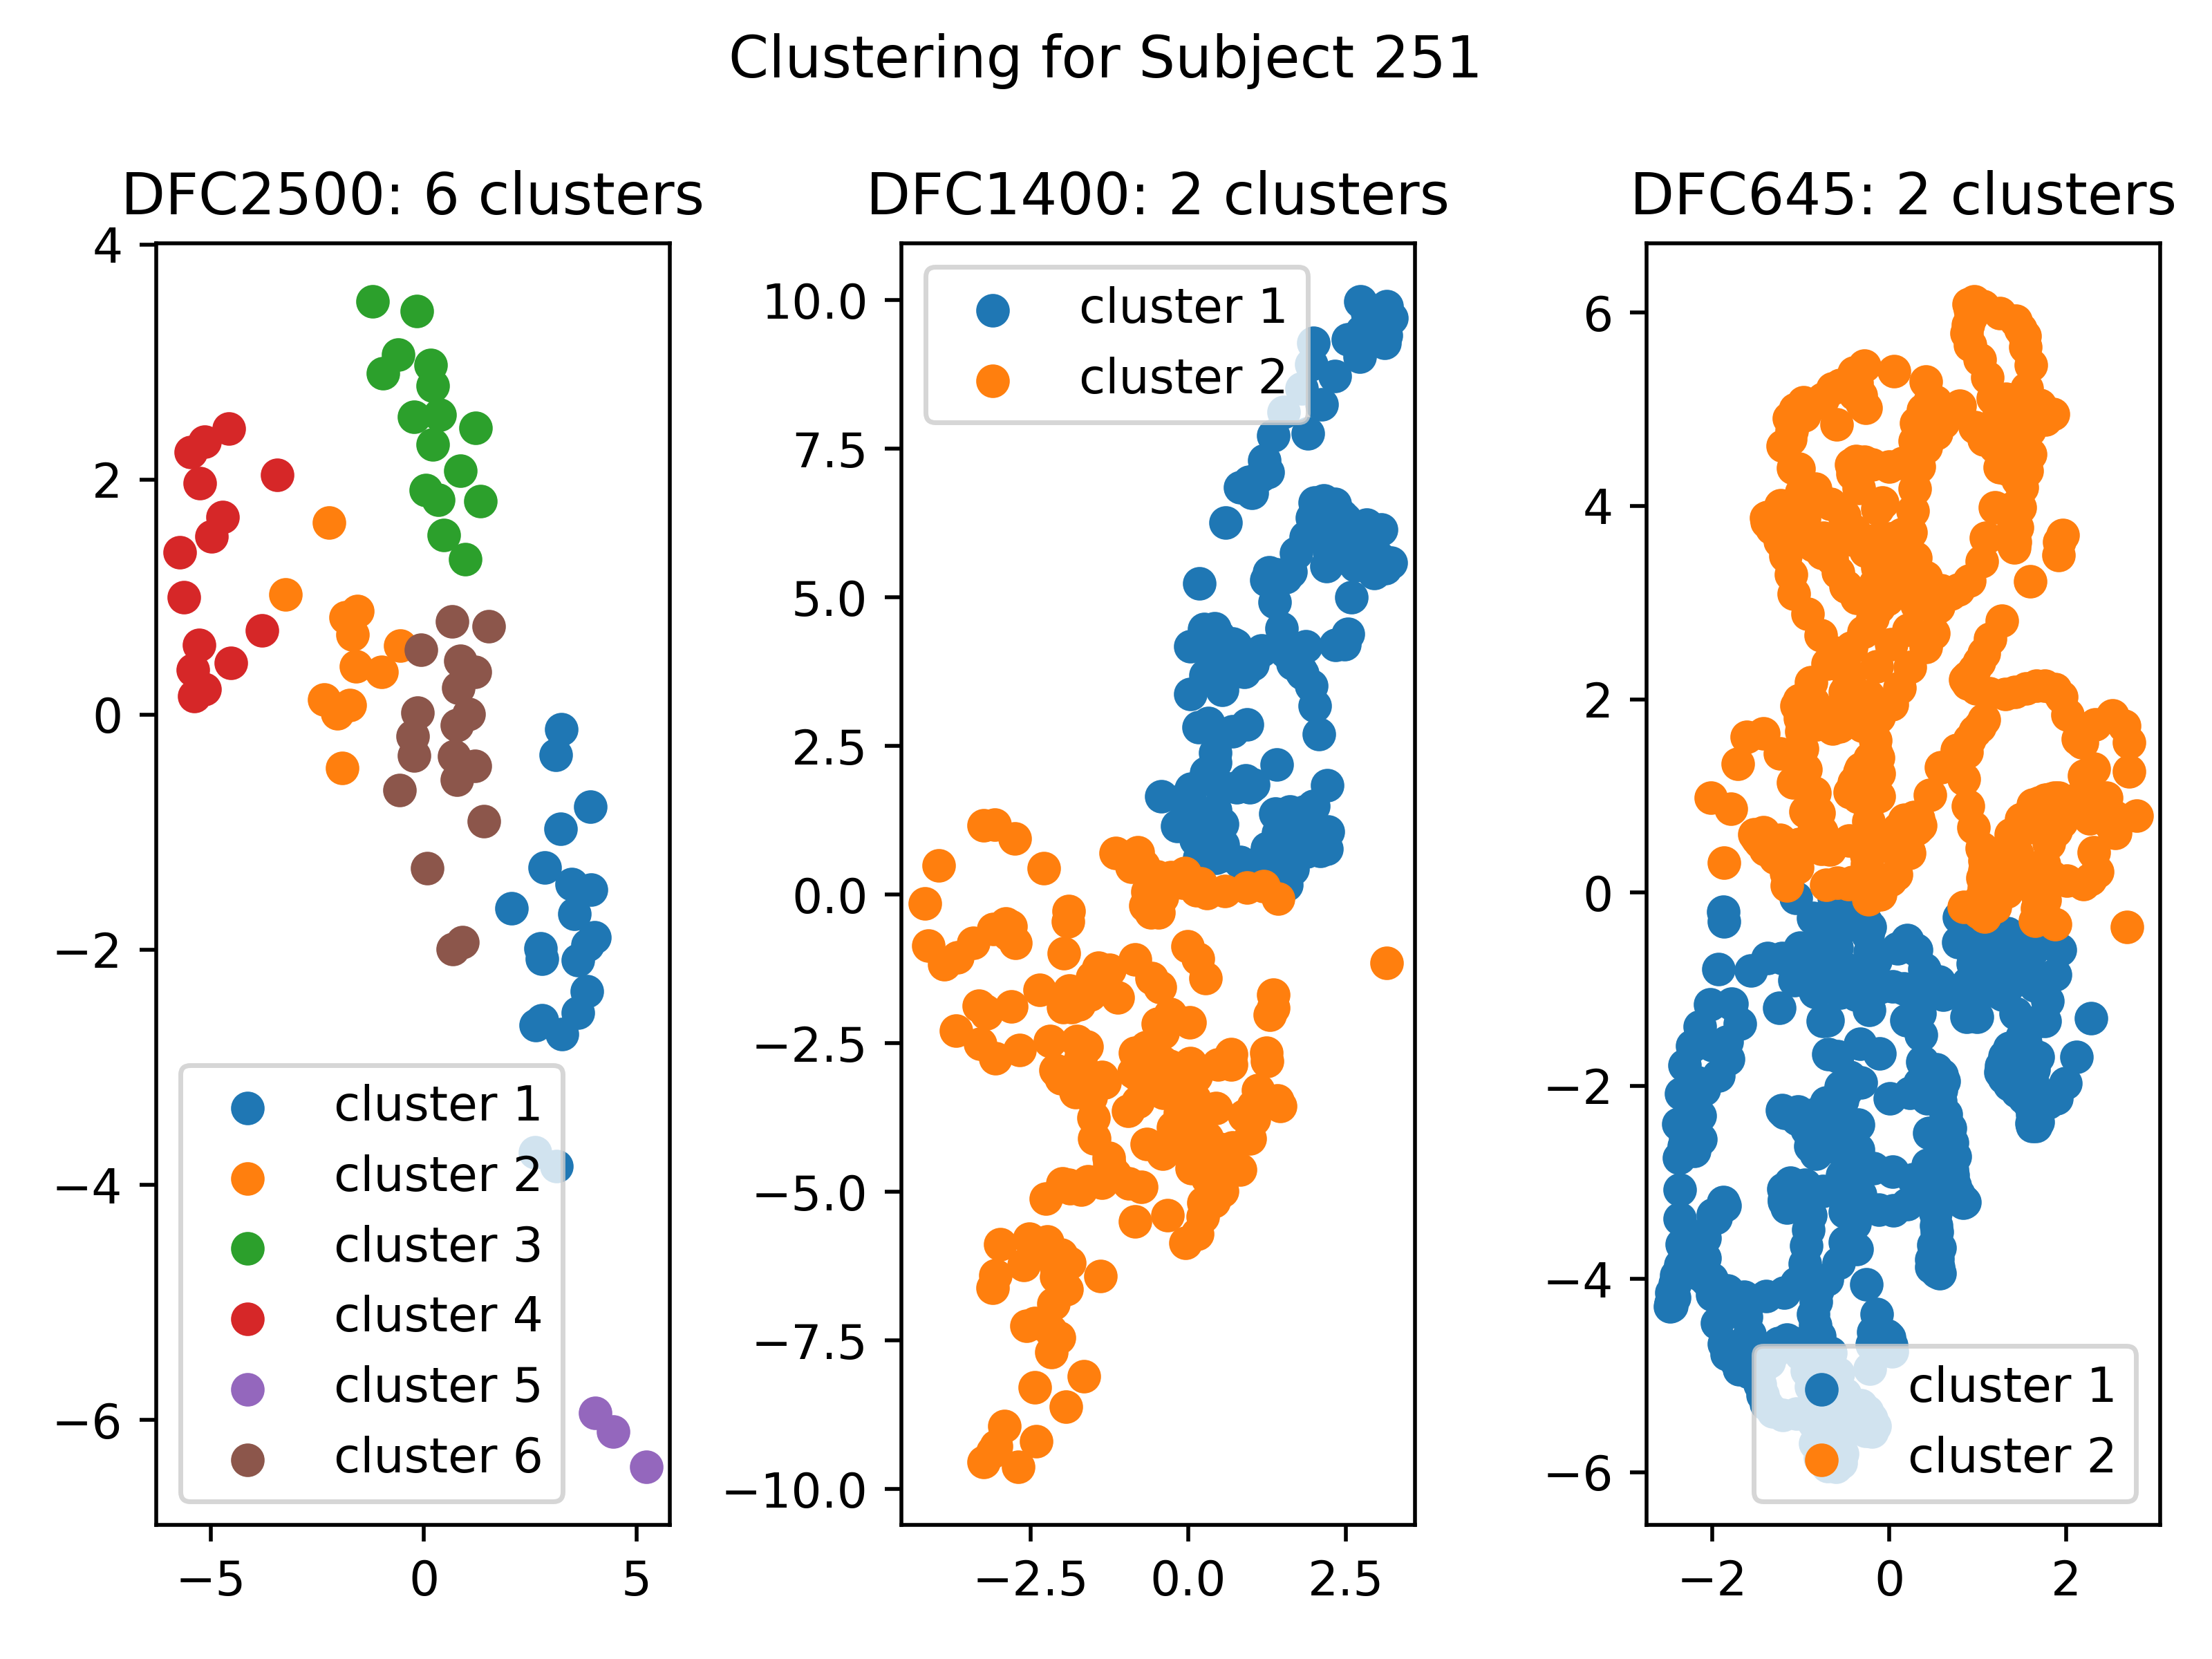 Clustering for Subject 251
DFC2500: 6 clusters
4
2
0
−2
−4
−6
−5
0
5
cluster 1
cluster 2
cluster 3
cluster 4
cluster 5
cluster 6
DFC1400: 2 clusters
10.0
7.5
5.0
2.5
0.0
−2.5
−5.0
−7.5
−10.0
−2.5
0.0
2.5
cluster 1
cluster 2
DFC645: 2 clusters
6
4
2
0
−2
−4
−6
−2
0
2
cluster 1
cluster 2